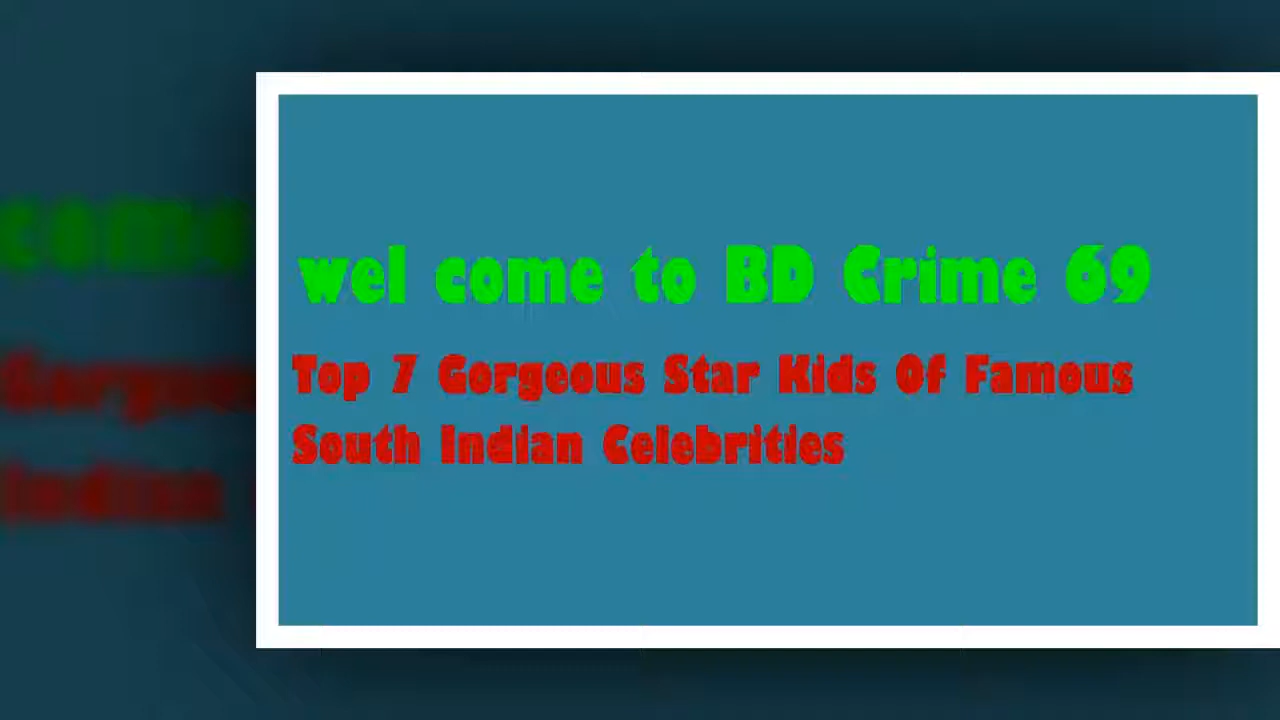 wel come to BD Crime 69
Top 7 Gorgeous Star Kids Of Famous
South Indian Celebrities